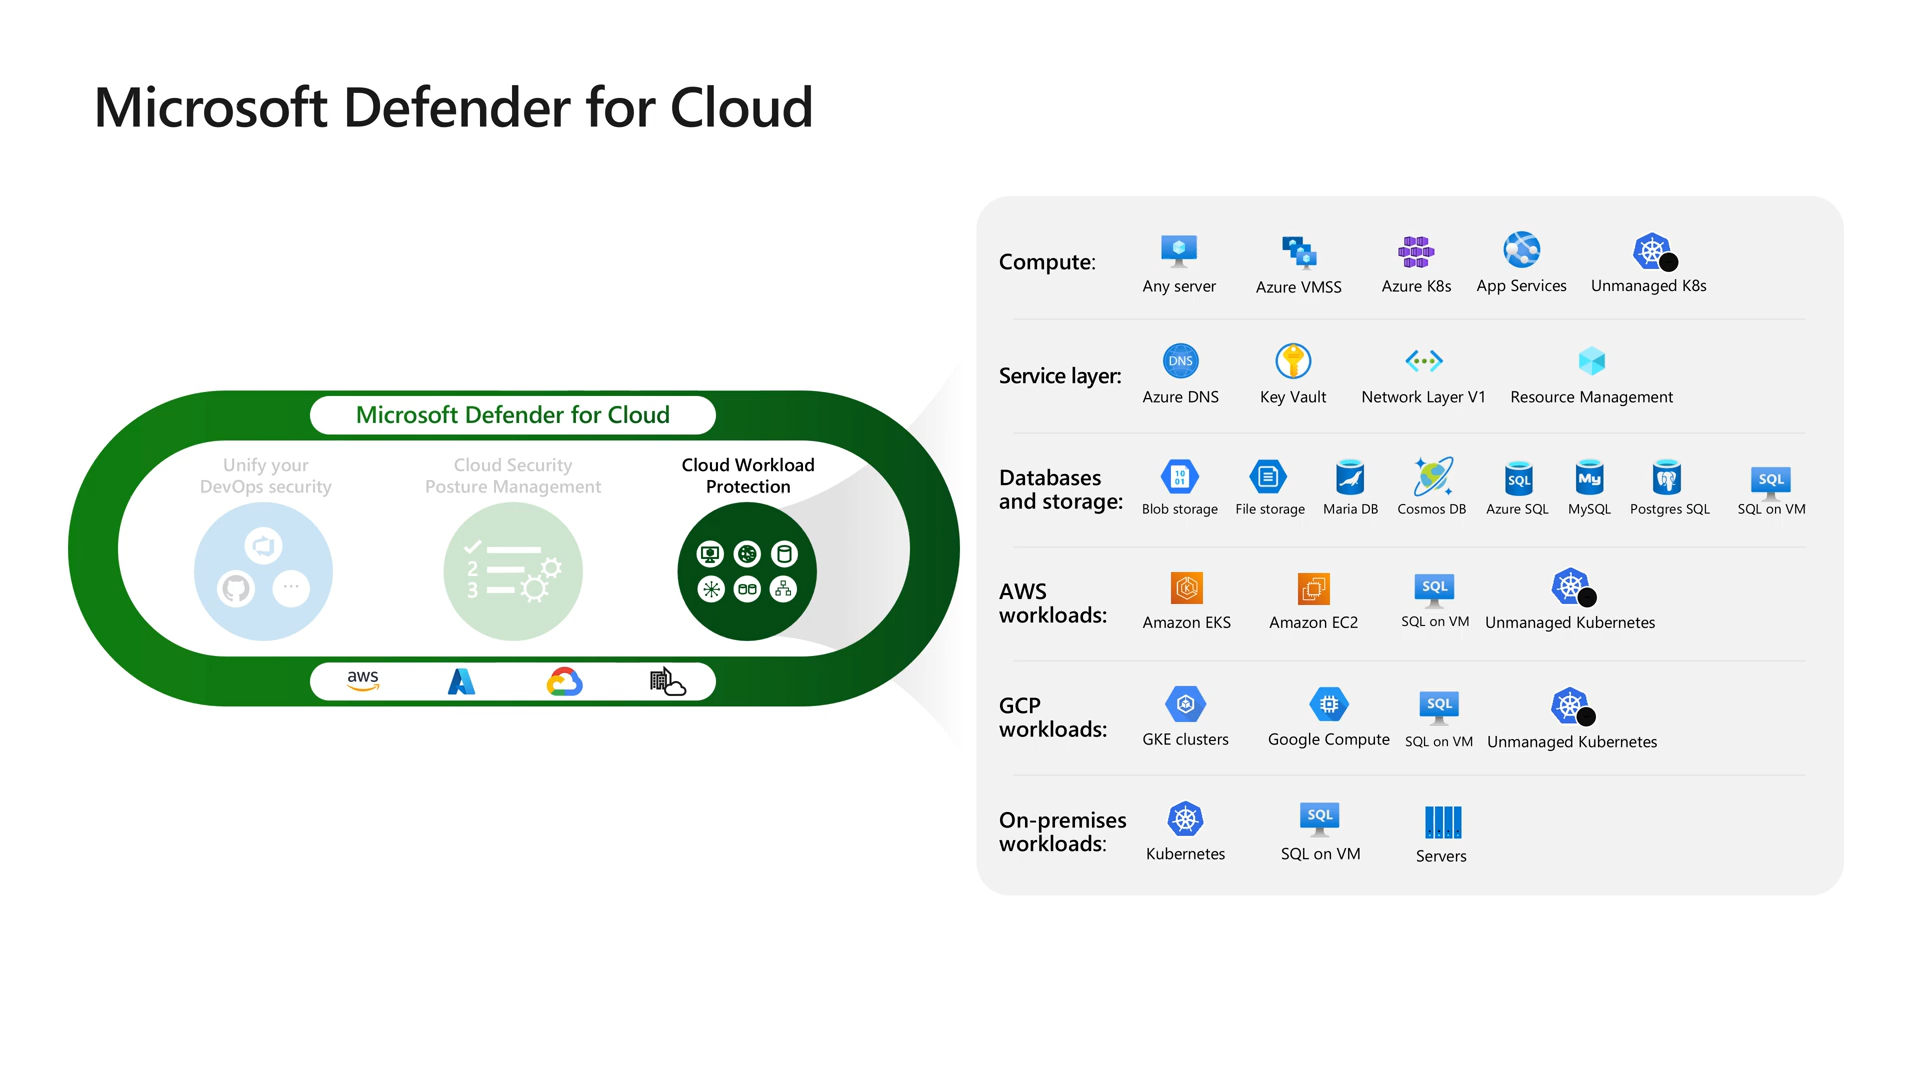 Microsoft Defender for Cloud
Microsoft Defender for Cloud
Unify your
DevOps security
Cloud Security
Posture Management
2
3
Cloud Workload
Protection
aws
Compute:
Any server
Azure VMSS
Azure K8s
App Services
Unmanaged K8s
Service layer:
DNS
Azure DNS
Key Vault
Network Layer V1
Resource Management
Databases
and storage:
10
01
Blob storage
File storage
Maria DB
Cosmos DB
SQL
Azure SQL
My
MySQL
Postgres SQL
SQL
SQL on VM
AWS
workloads:
K
Amazon EKS
Amazon EC2
SQL
SQL on VM
Unmanaged Kubernetes
GCP
workloads:
GKE clusters
Google Compute
SQL
SQL on VM
Unmanaged Kubernetes
On-premises
workloads:
Kubernetes
SQL
SQL on VM
Servers